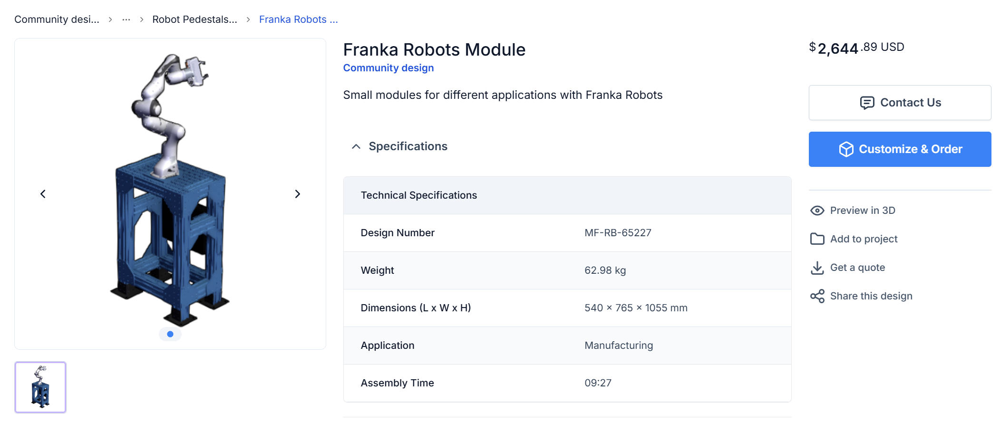 Community desi... > ... > Robot Pedestals... > Franka Robots ...
Franka Robots Module
Community design
Small modules for different applications with Franka Robots
Specifications
Technical Specifications
Design Number MF-RB-65227
Weight 62.98 kg
Dimensions (L x W x H) 540 × 765 × 1055 mm
Application Manufacturing
Assembly Time 09:27
$2,644.89 USD
Contact Us
Customize & Order
Preview in 3D
Add to project
Get a quote
Share this design